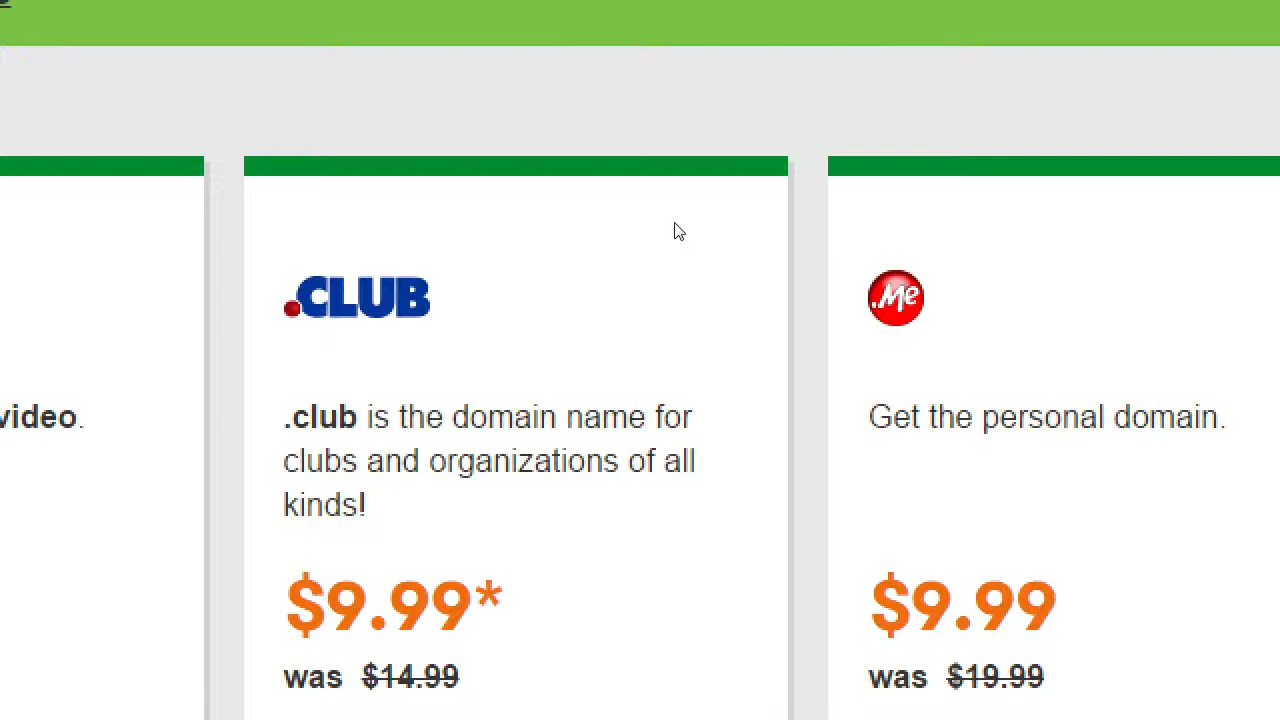 video.
.CLUB
.club is the domain name for
clubs and organizations of all
kinds!
$9.99*
was $14.99
.Me
Get the personal domain.
$9.99
was $19.99